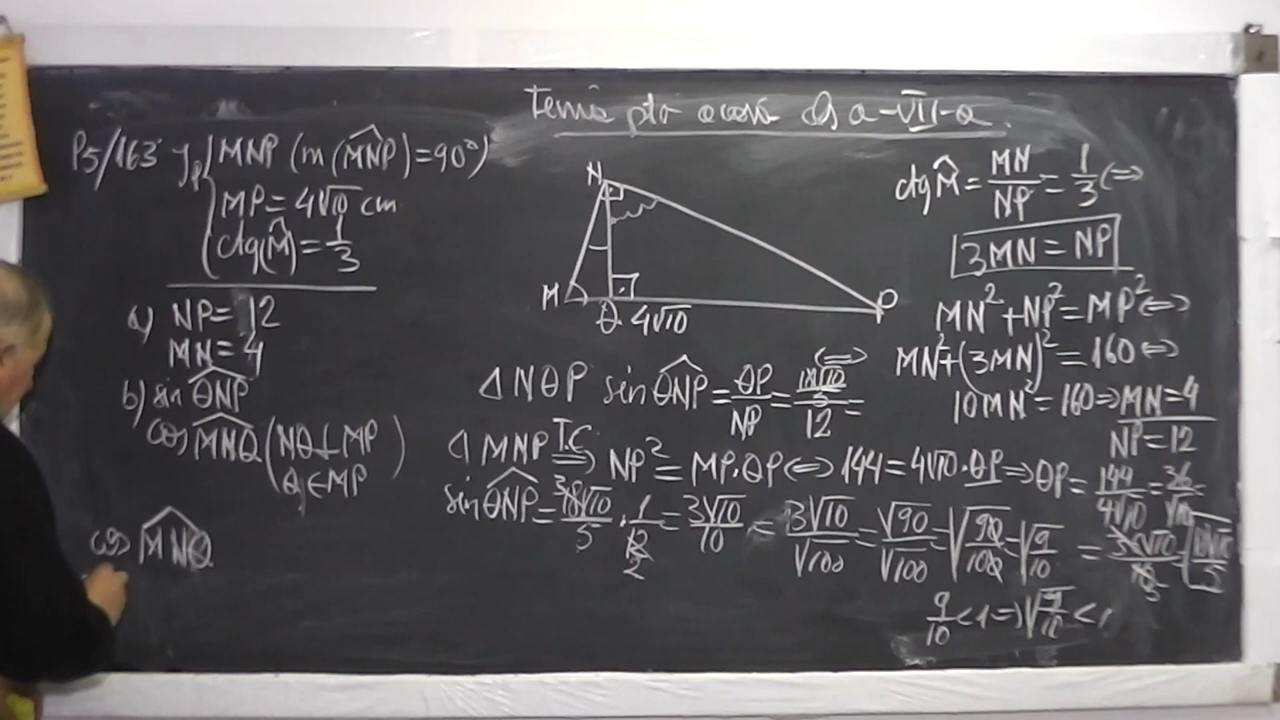 Temă ptr acasă cls a-VII-a
P5/163 MNP (m(MNP)=90°)
MP = 4√10 cm
ctg(M) = 1/3
a) NP = 12
MN = 4
b) sin QNP
cos MNQ (NQ ⊥ MP
Q ∈ MP)
cos MNQ
N
M Q P
4√10
ctg M = MN/NP = 1/3 <=>
3MN = NP
MN² + NP² = MP² <=>
MN² + (3MN)² = 160 <=>
10MN² = 160 => MN = 4
NP = 12
Δ NQP sin QNP = QP/NP = (18√10/5)/12 = <=>
Δ MNP T.C. => NP² = MP·QP <=> 144 = 4√10·QP => QP = 144/4√10 = 36/√10 =
= 36√10/10 = 18√10/5
sin QNP = 18√10/5 · 1/12 = 3√10/10 = 3√10/√100 = √90/√100 = √90/100 = √9/10
9/10 < 1 => √9/10 < 1